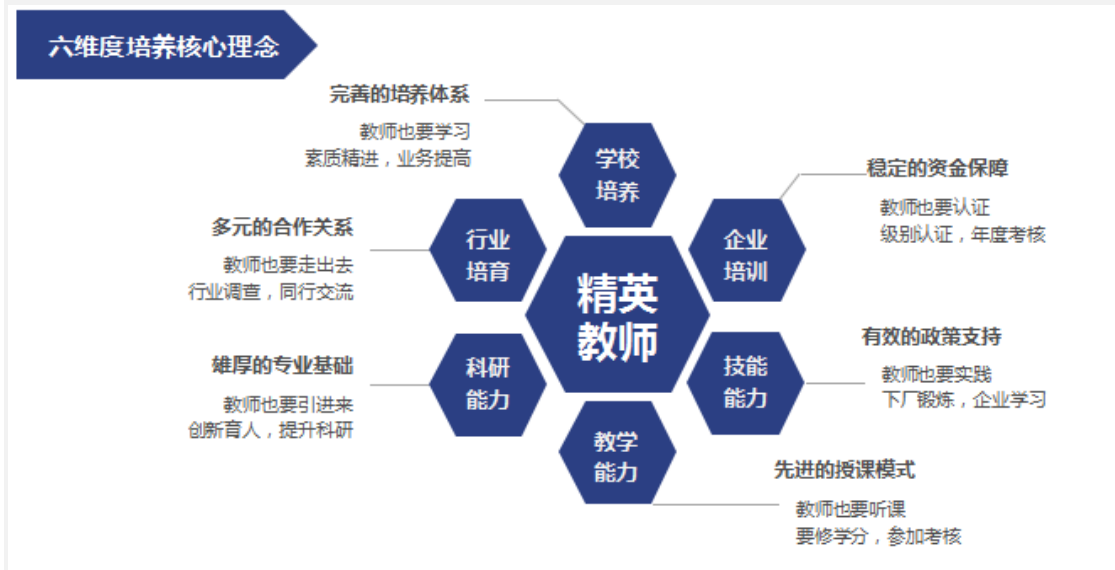 六维度培养核心理念
完善的培养体系
教师也要学习
素质精进，业务提高
学校
培养
稳定的资金保障
教师也要认证
级别认证，年度考核
企业
培训
多元的合作关系
教师也要走出去
行业调查，同行交流
行业
培育
精英
教师
有效的政策支持
教师也要实践
下厂锻炼，企业学习
技能
能力
雄厚的专业基础
教师也要引进来
创新育人，提升科研
科研
能力
教学
能力
先进的授课模式
教师也要听课
要修学分，参加考核